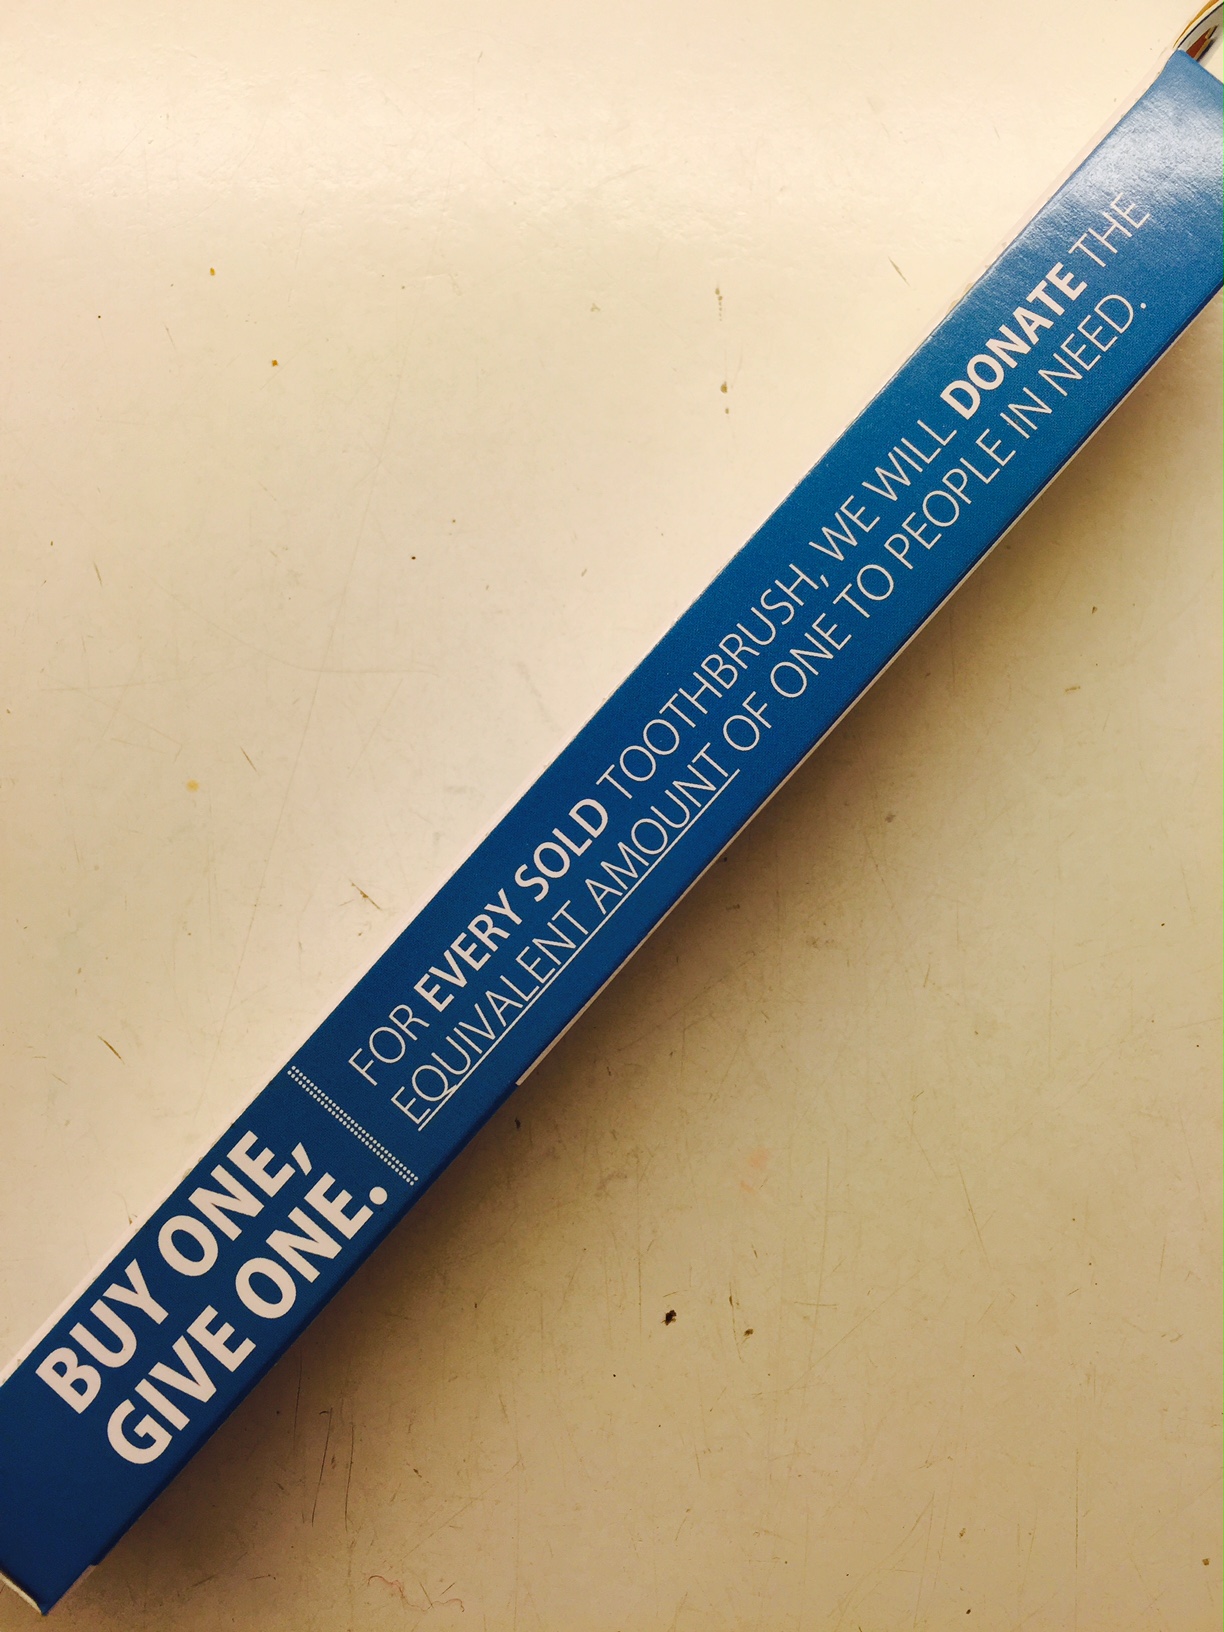 BUY ONE,
GIVE ONE.
FOR EVERY SOLD TOOTHBRUSH, WE WILL DONATE THE
EQUIVALENT AMOUNT OF ONE TO PEOPLE IN NEED.